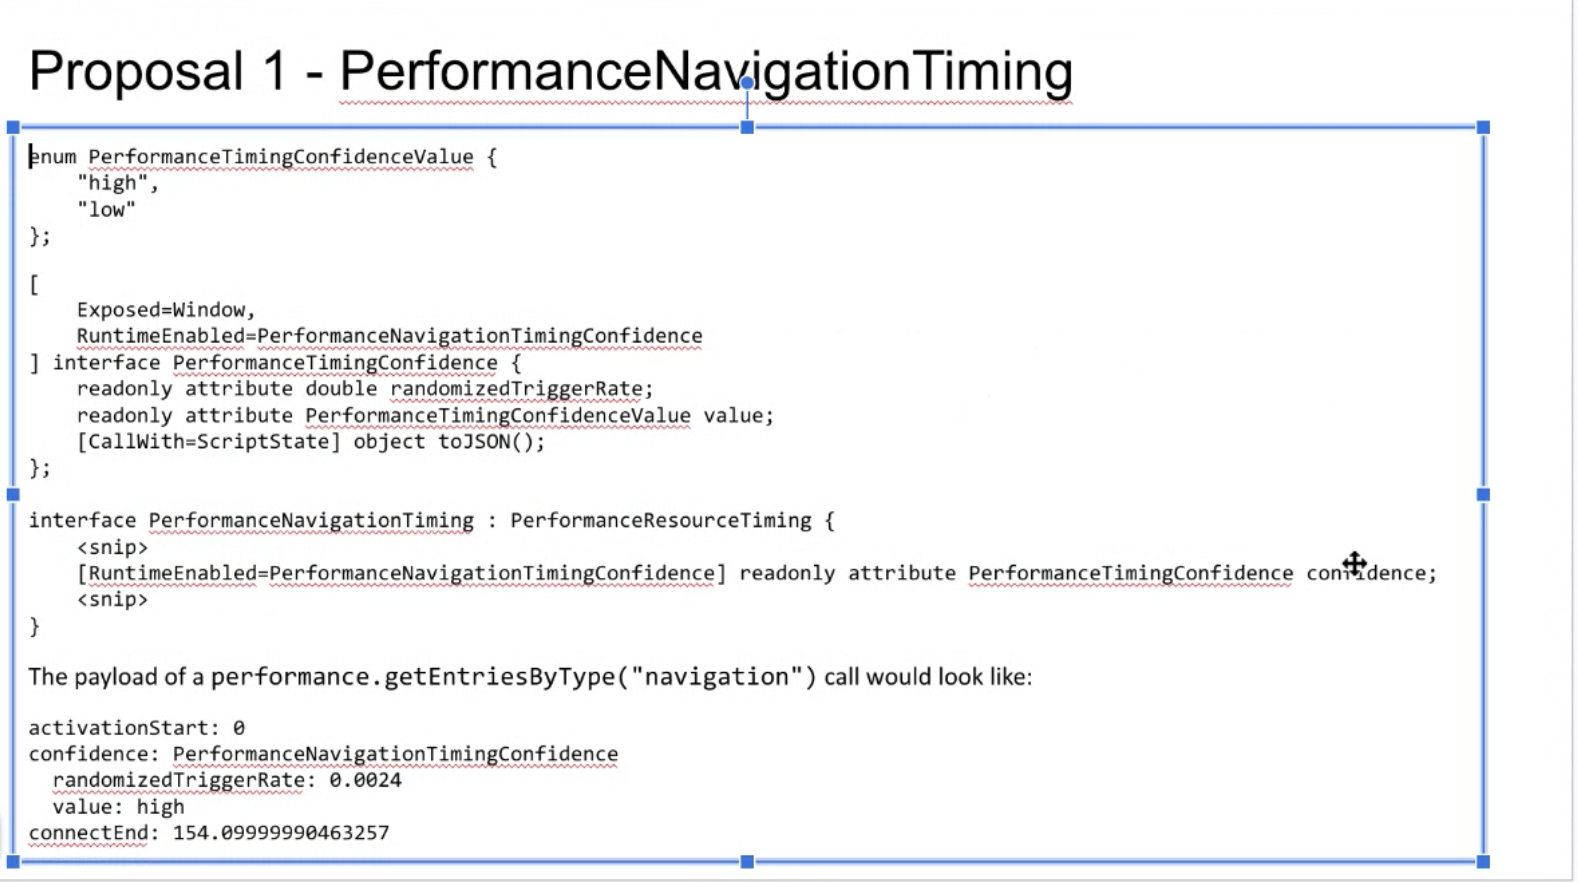 Proposal 1 - PerformanceNavigationTiming
enum PerformanceTimingConfidenceValue {
    "high",
    "low"
};
[
    Exposed=Window,
    RuntimeEnabled=PerformanceNavigationTimingConfidence
] interface PerformanceTimingConfidence {
    readonly attribute double randomizedTriggerRate;
    readonly attribute PerformanceTimingConfidenceValue value;
    [CallWith=ScriptState] object toJSON();
};
interface PerformanceNavigationTiming : PerformanceResourceTiming {
    <snip>
    [RuntimeEnabled=PerformanceNavigationTimingConfidence] readonly attribute PerformanceTimingConfidence confidence;
    <snip>
}
The payload of a performance.getEntriesByType("navigation") call would look like:
activationStart: 0
confidence: PerformanceNavigationTimingConfidence
  randomizedTriggerRate: 0.0024
  value: high
connectEnd: 154.09999990463257